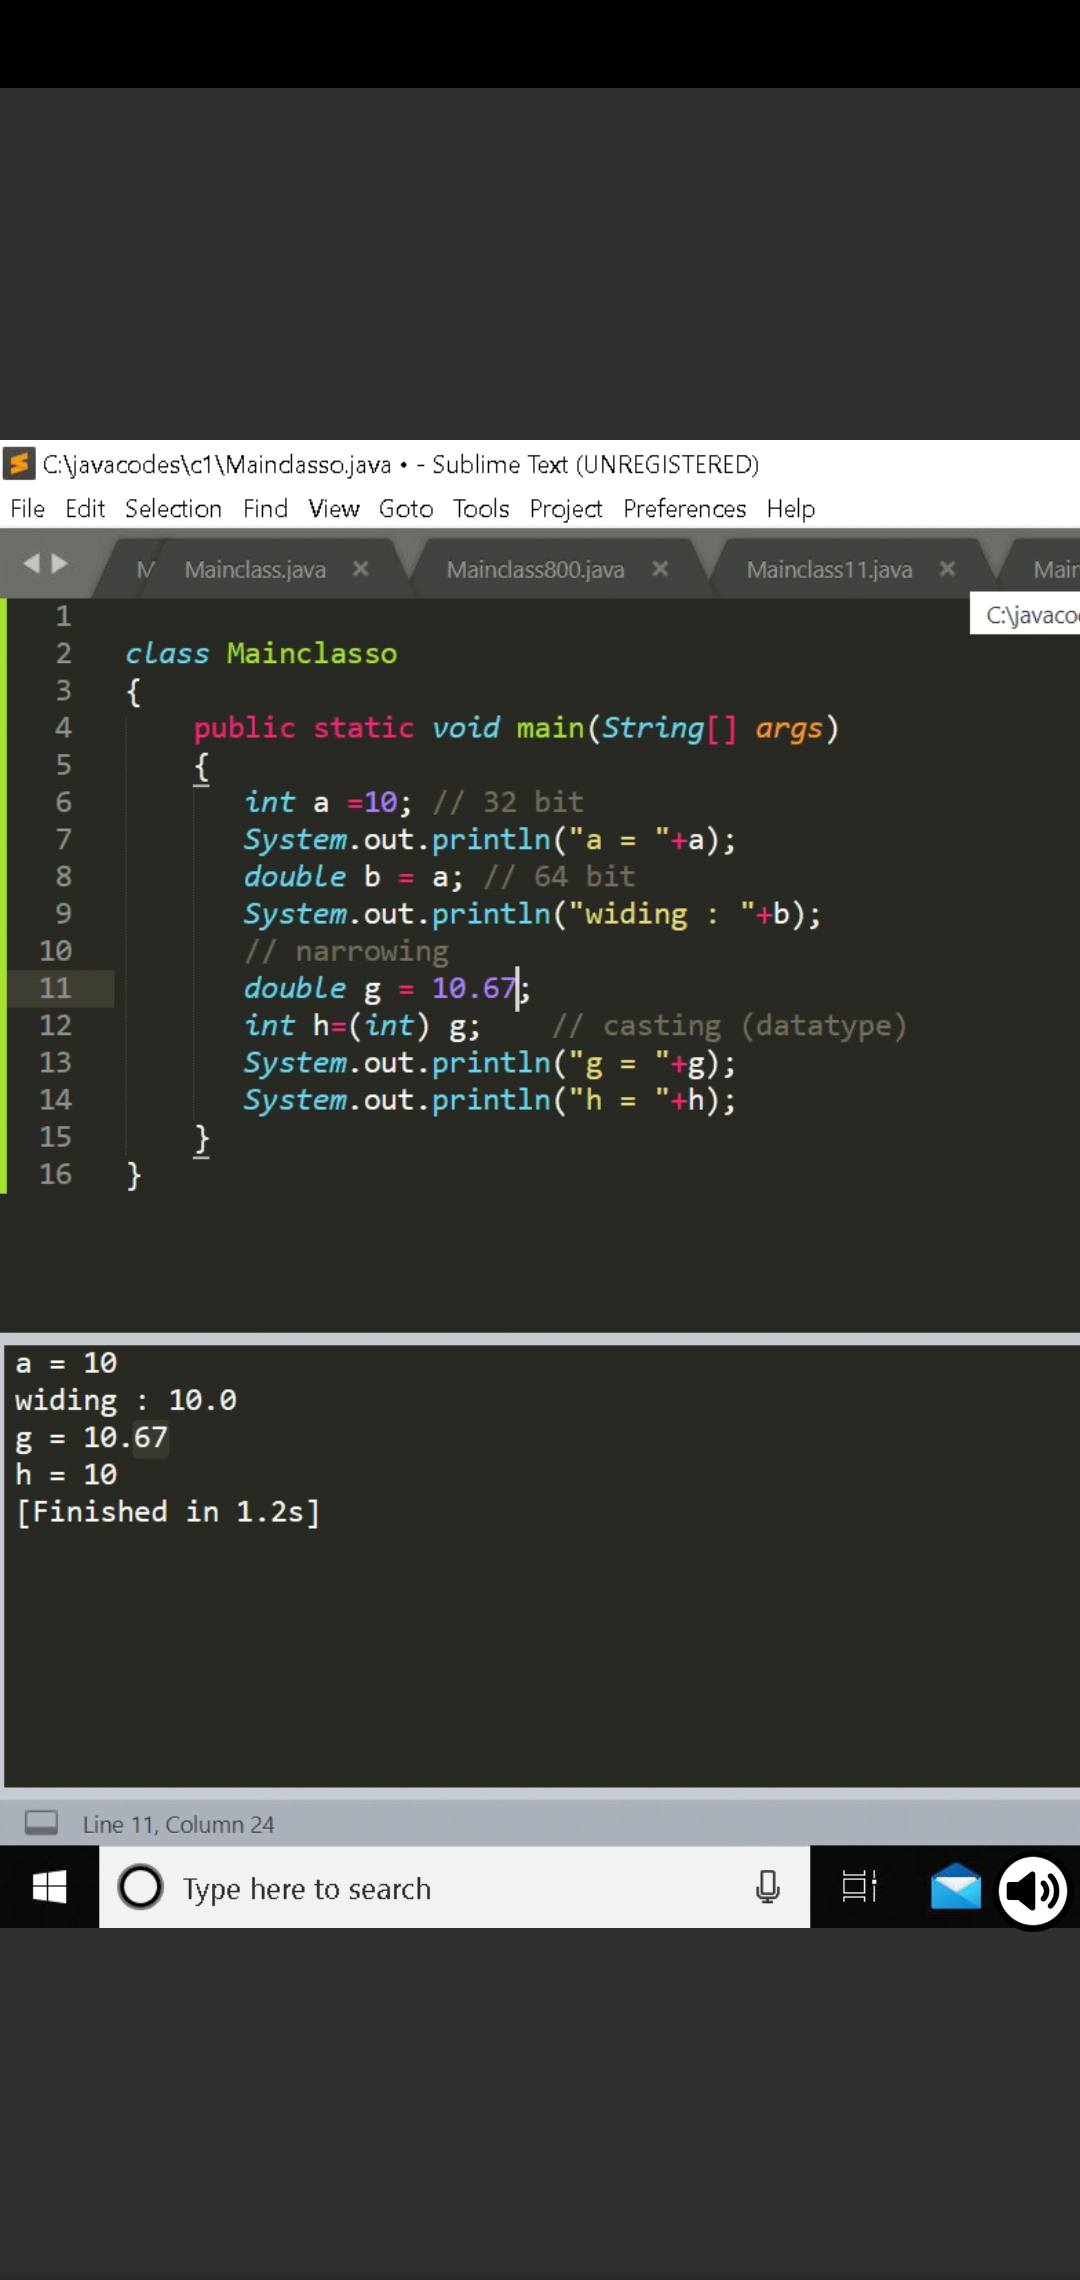 C:\javacodes\c1\Mainclasso.java • - Sublime Text (UNREGISTERED)
File Edit Selection Find View Goto Tools Project Preferences Help
M Mainclass.java × Mainclass800.java × Mainclass11.java × Main
C:\javaco
1
2 class Mainclasso
3 {
4 public static void main(String[] args)
5 {
6 int a =10; // 32 bit
7 System.out.println("a = "+a);
8 double b = a; // 64 bit
9 System.out.println("widing : "+b);
10 // narrowing
11 double g = 10.67;
12 int h=(int) g; // casting (datatype)
13 System.out.println("g = "+g);
14 System.out.println("h = "+h);
15 }
16 }
a = 10
widing : 10.0
g = 10.67
h = 10
[Finished in 1.2s]
Line 11, Column 24
Type here to search